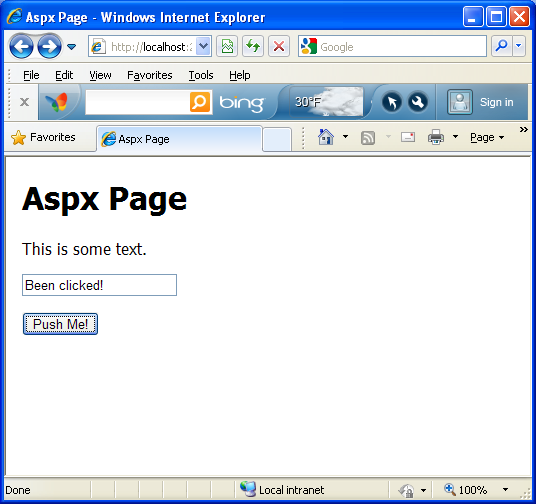 Aspx Page - Windows Internet Explorer
http://localhost:
Google
File Edit View Favorites Tools Help
bing 30°F Sign in
Favorites Aspx Page Page
Aspx Page
This is some text.
Been clicked!
Push Me!
Done Local intranet 100%